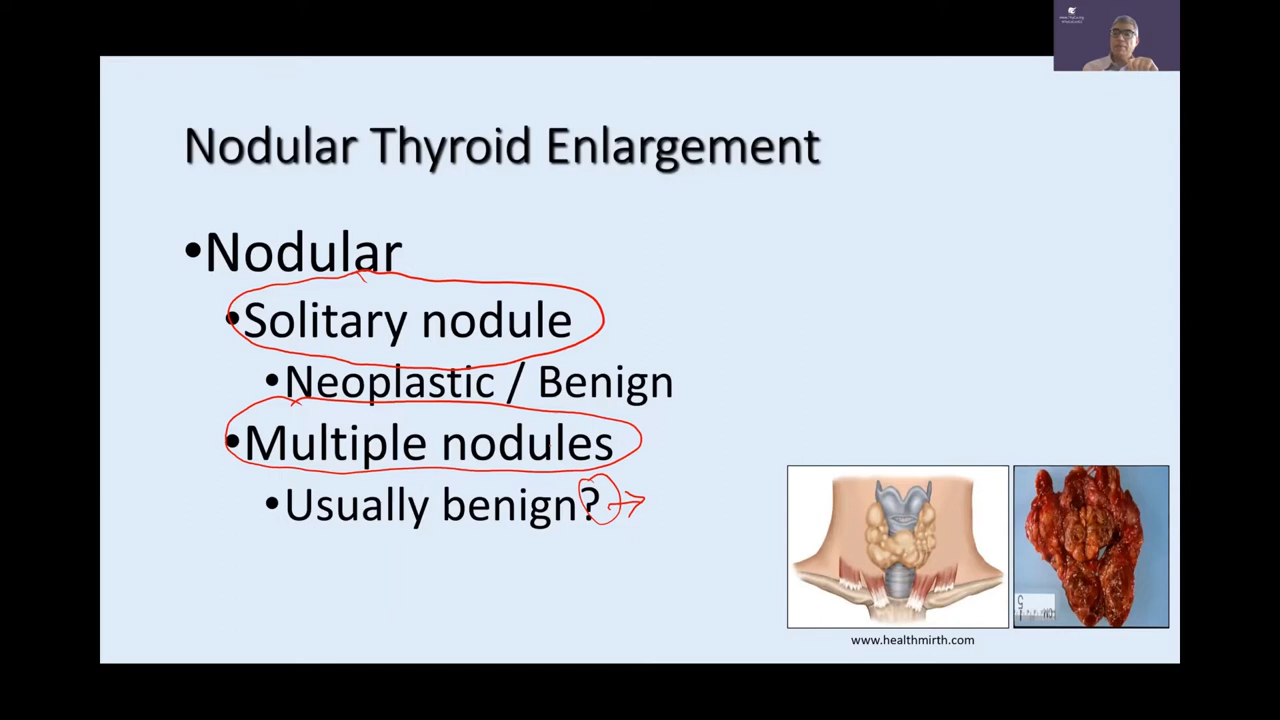 Nodular Thyroid Enlargement
•Nodular
•Solitary nodule
•Neoplastic / Benign
•Multiple nodules
•Usually benign?
www.healthmirth.com